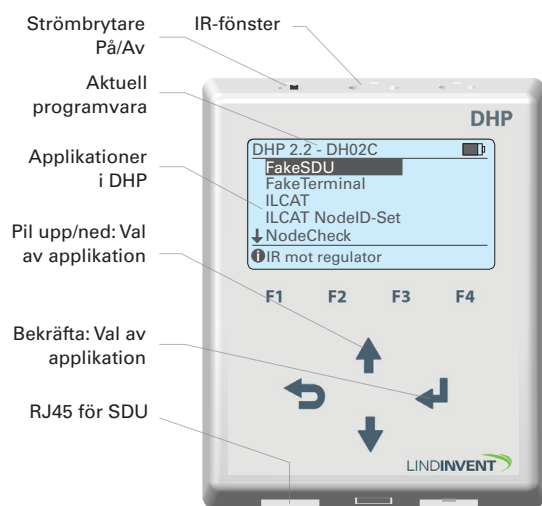 Strömbrytare
På/Av
IR-fönster
Aktuell
programvara
Applikationer
i DHP
Pil upp/ned: Val
av applikation
Bekräfta: Val av
applikation
RJ45 för SDU
DHP
DHP 2.2 - DH02C
FakeSDU
FakeTerminal
ILCAT
ILCAT NodeID-Set
NodeCheck
IR mot regulator
F1 F2 F3 F4
LINDINVENT